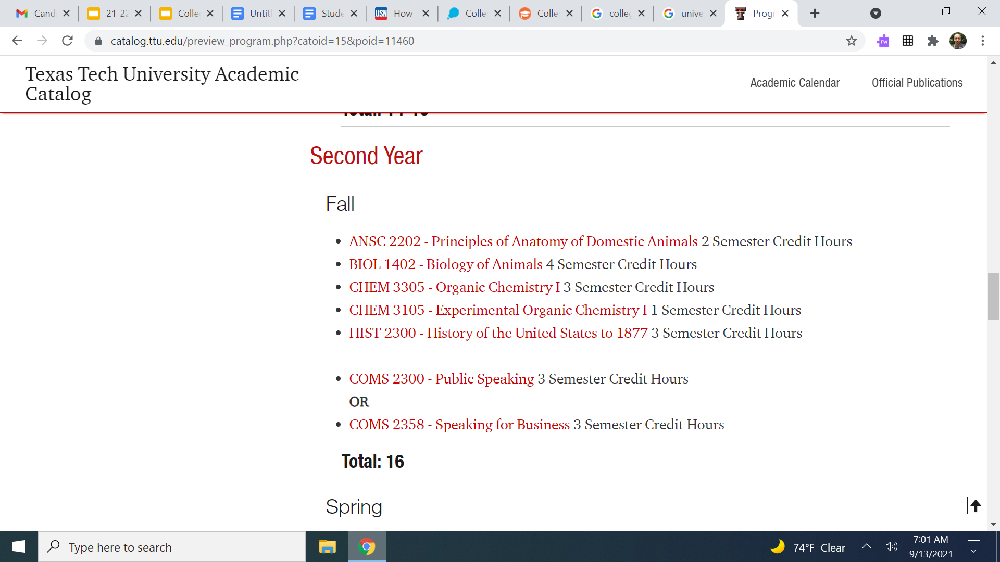 Cand
21-22
Colle
Untitl
Stude
USN How
Colle
Colle
colleg
unive
Progr
catalog.ttu.edu/preview_program.php?catoid=15&poid=11460
rw
Texas Tech University Academic
Catalog
Academic Calendar
Official Publications
Second Year
Fall
• ANSC 2202 - Principles of Anatomy of Domestic Animals 2 Semester Credit Hours
• BIOL 1402 - Biology of Animals 4 Semester Credit Hours
• CHEM 3305 - Organic Chemistry I 3 Semester Credit Hours
• CHEM 3105 - Experimental Organic Chemistry I 1 Semester Credit Hours
• HIST 2300 - History of the United States to 1877 3 Semester Credit Hours
• COMS 2300 - Public Speaking 3 Semester Credit Hours
OR
• COMS 2358 - Speaking for Business 3 Semester Credit Hours
Total: 16
Spring
Type here to search
74°F Clear
7:01 AM
9/13/2021